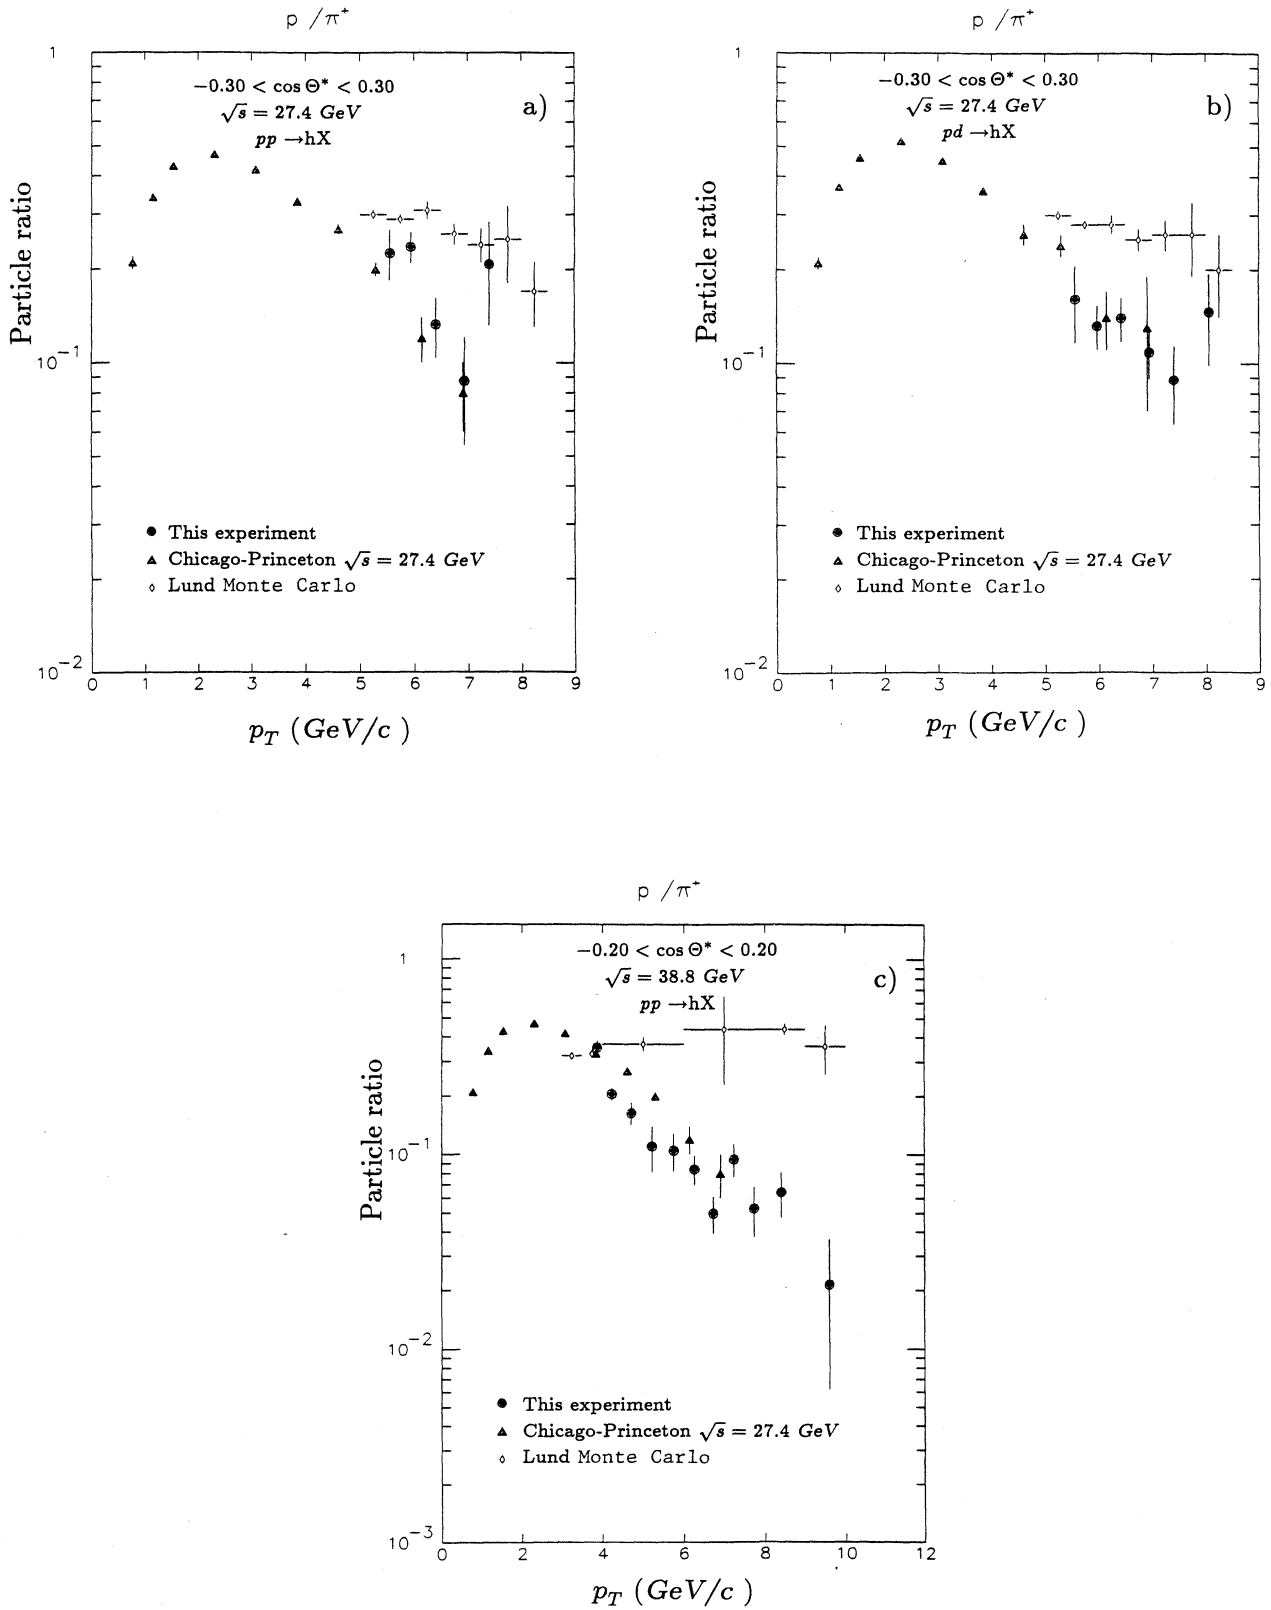 p /π⁺
1
−0.30 < cos Θ* < 0.30
√s = 27.4 GeV
pp →hX
a)
Particle ratio
10⁻¹
● This experiment
▲ Chicago-Princeton √s = 27.4 GeV
◊ Lund Monte Carlo
10⁻²
0 1 2 3 4 5 6 7 8 9
p_T (GeV/c )
p /π⁺
1
−0.30 < cos Θ* < 0.30
√s = 27.4 GeV
pd →hX
b)
Particle ratio
10⁻¹
● This experiment
▲ Chicago-Princeton √s = 27.4 GeV
◊ Lund Monte Carlo
10⁻²
0 1 2 3 4 5 6 7 8 9
p_T (GeV/c )
p /π⁺
1
−0.20 < cos Θ* < 0.20
√s = 38.8 GeV
pp →hX
c)
Particle ratio
10⁻¹
10⁻²
● This experiment
▲ Chicago-Princeton √s = 27.4 GeV
◊ Lund Monte Carlo
10⁻³
0 2 4 6 8 10 12
p_T (GeV/c )